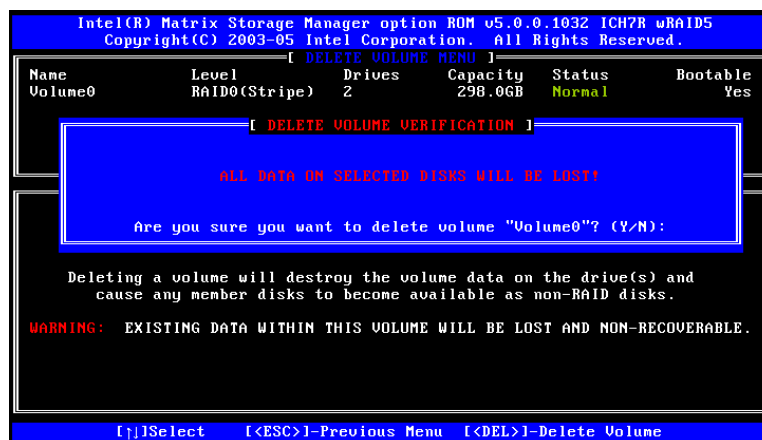 Intel(R) Matrix Storage Manager option ROM v5.0.0.1032 ICH7R wRAID5
Copyright(C) 2003-05 Intel Corporation. All Rights Reserved.
[ DELETE VOLUME MENU ]
Name Level Drives Capacity Status Bootable
Volume0 RAID0(Stripe) 2 298.0GB Normal Yes
[ DELETE VOLUME VERIFICATION ]
ALL DATA ON SELECTED DISKS WILL BE LOST!
Are you sure you want to delete volume "Volume0"? (Y/N):
Deleting a volume will destroy the volume data on the drive(s) and
cause any member disks to become available as non-RAID disks.
WARNING: EXISTING DATA WITHIN THIS VOLUME WILL BE LOST AND NON-RECOVERABLE.
[↑↓]Select [<ESC>]-Previous Menu [<DEL>]-Delete Volume